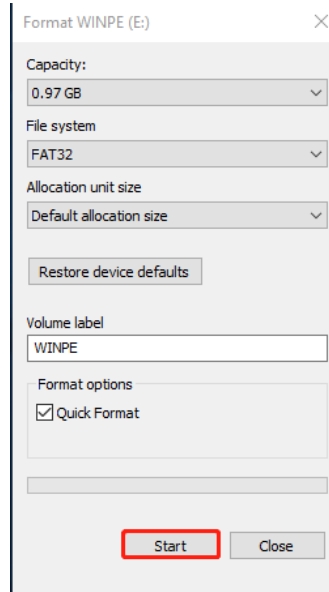 Format WINPE (E:)
Capacity:
0.97 GB
File system
FAT32
Allocation unit size
Default allocation size
Restore device defaults
Volume label
WINPE
Format options
Quick Format
Start Close